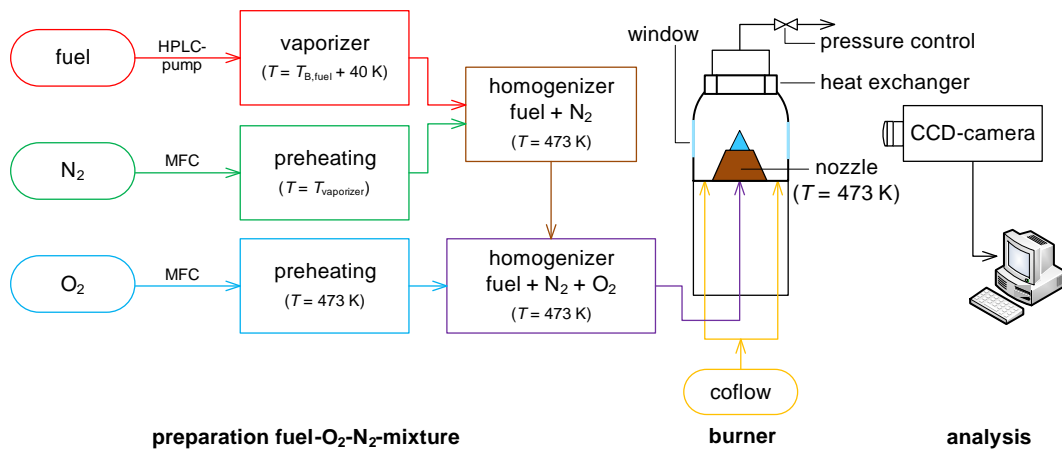 fuel
HPLC-
pump
vaporizer
(T = T_B,fuel + 40 K)
N₂
MFC
preheating
(T = T_vaporizer)
O₂
MFC
preheating
(T = 473 K)
homogenizer
fuel + N₂
(T = 473 K)
homogenizer
fuel + N₂ + O₂
(T = 473 K)
window
pressure control
heat exchanger
nozzle
(T = 473 K)
coflow
CCD-camera
preparation fuel-O₂-N₂-mixture
burner
analysis